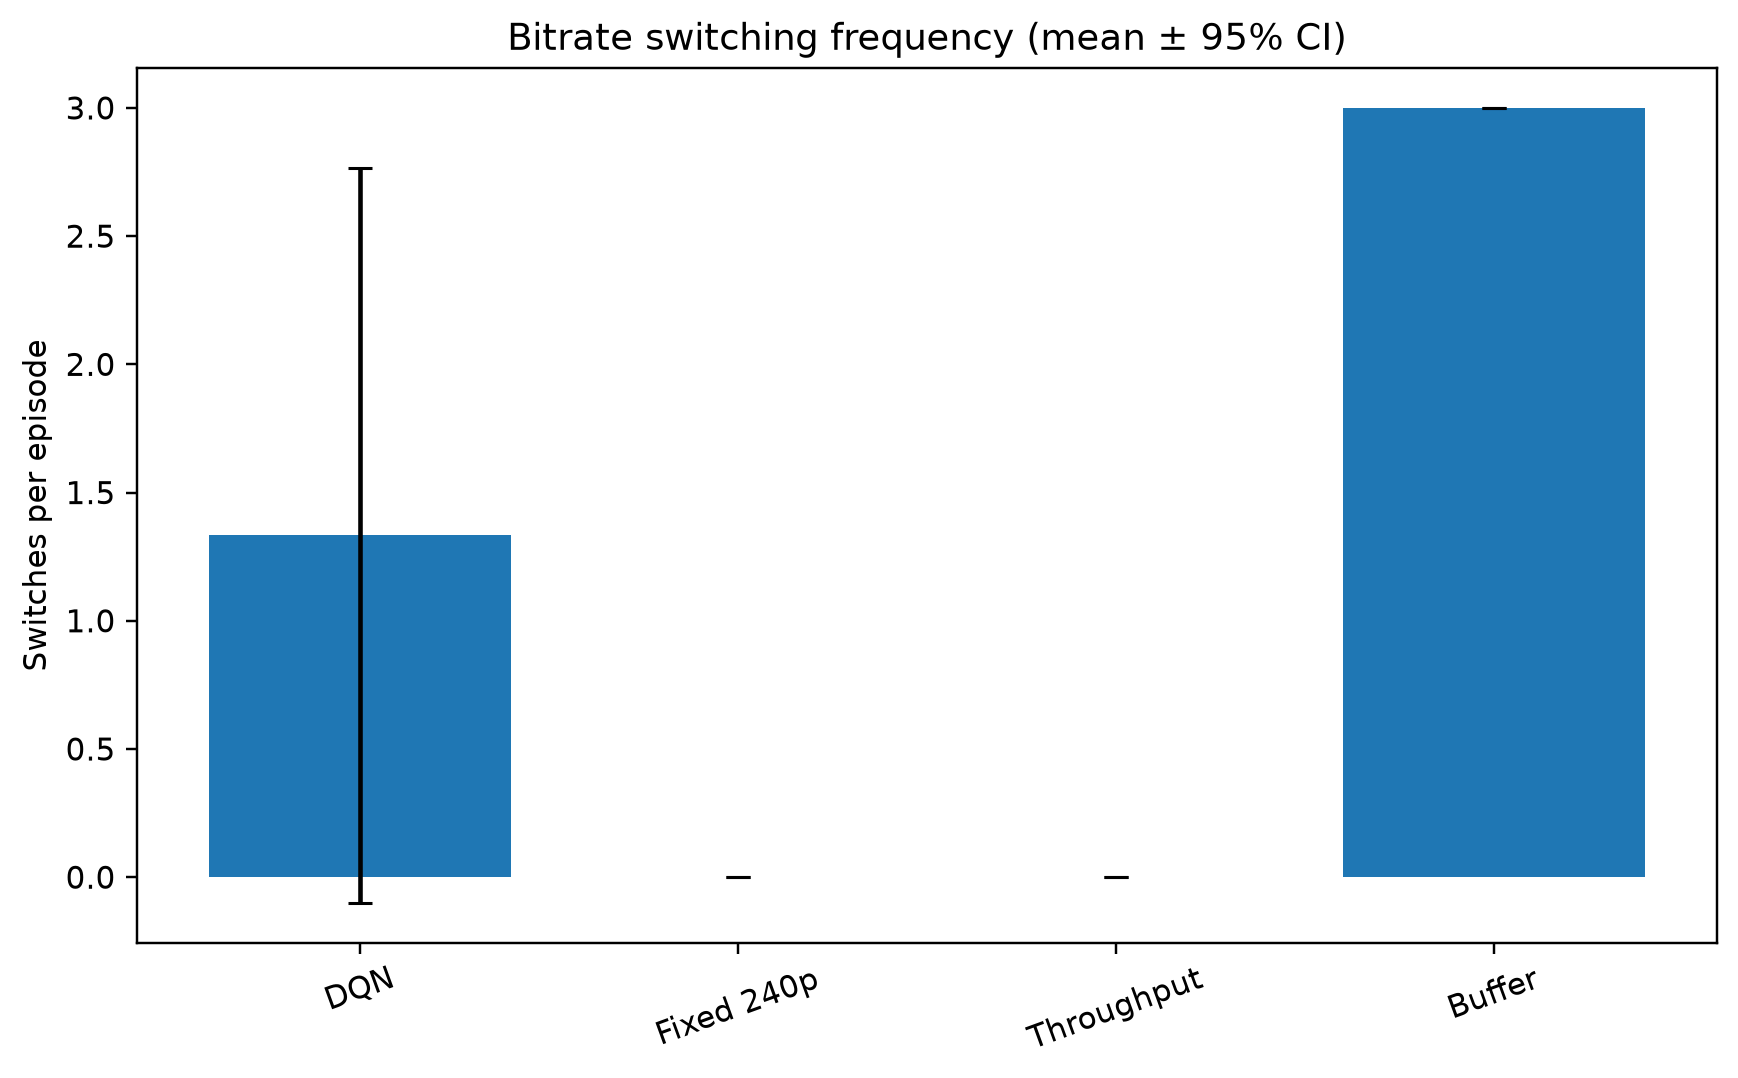 Bitrate switching frequency (mean ± 95% CI)
Switches per episode
3.0
2.5
2.0
1.5
1.0
0.5
0.0
DQN
Fixed 240p
Throughput
Buffer